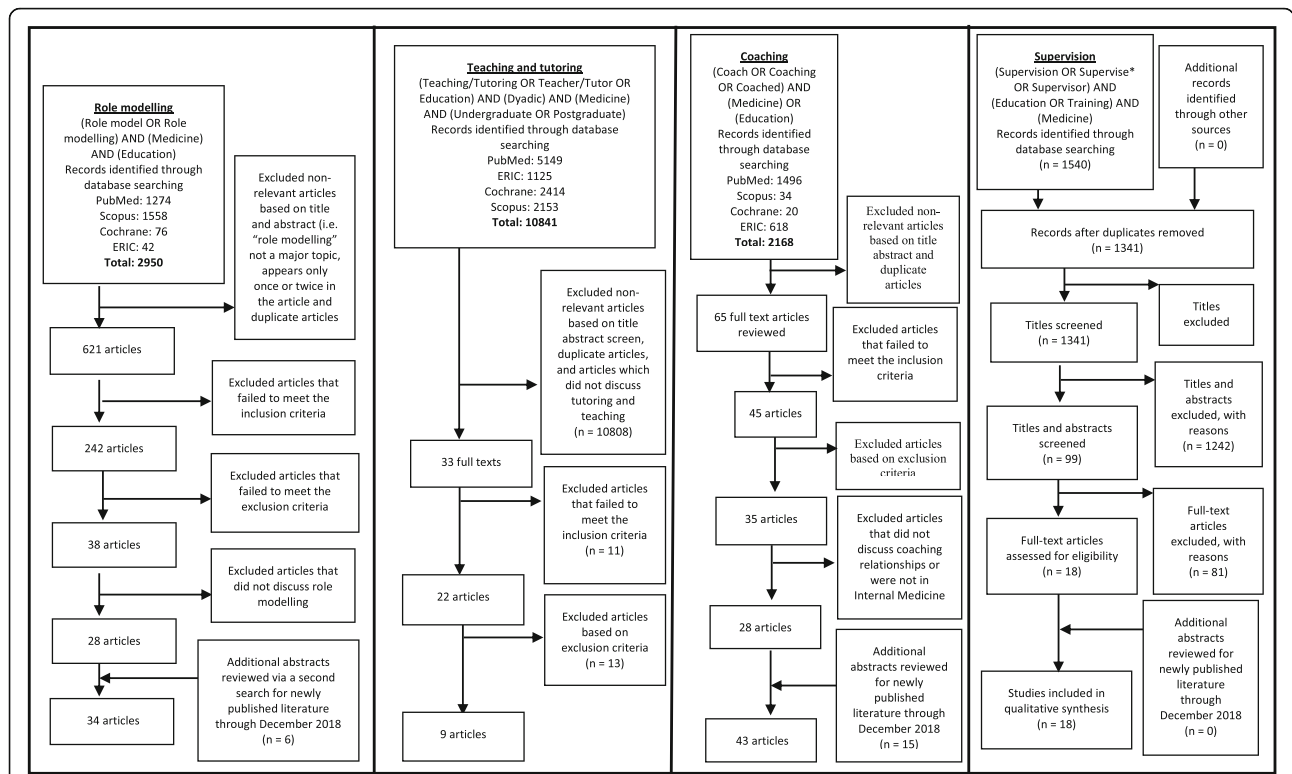 Role modelling
(Role model OR Role
modelling) AND (Medicine)
AND (Education)
Records identified through
database searching
PubMed: 1274
Scopus: 1558
Cochrane: 76
ERIC: 42
Total: 2950
Excluded non-
relevant articles
based on title
and abstract (i.e.
“role modelling”
not a major topic,
appears only
once or twice in
the article and
duplicate articles
621 articles
Excluded articles that
failed to meet the
inclusion criteria
242 articles
Excluded articles that
failed to meet the
exclusion criteria
38 articles
Excluded articles that
did not discuss role
modelling
28 articles
Additional abstracts
reviewed via a second
search for newly
published literature
through December 2018
(n = 6)
34 articles
Teaching and tutoring
(Teaching/Tutoring OR Teacher/Tutor OR
Education) AND (Dyadic) AND (Medicine)
AND (Undergraduate OR Postgraduate)
Records identified through database
searching
PubMed: 5149
ERIC: 1125
Cochrane: 2414
Scopus: 2153
Total: 10841
Excluded non-
relevant articles
based on title
abstract screen,
duplicate articles,
and articles which
did not discuss
tutoring and
teaching
(n = 10808)
33 full texts
Excluded articles
that failed to
meet the
inclusion criteria
(n = 11)
22 articles
Excluded articles
based on
exclusion criteria
(n = 13)
9 articles
Coaching
(Coach OR Coaching
OR Coached) AND
(Medicine) OR
(Education)
Records identified
through database
searching
PubMed: 1496
Scopus: 34
Cochrane: 20
ERIC: 618
Total: 2168
Excluded non-
relevant articles
based on title
abstract and
duplicate
articles
65 full text articles
reviewed
Excluded articles
that failed to
meet the inclusion
criteria
45 articles
Excluded articles
based on exclusion
criteria
35 articles
Excluded articles
that did not
discuss coaching
relationships or
were not in
Internal Medicine
28 articles
Additional
abstracts reviewed
for newly
published
literature through
December 2018
(n = 15)
43 articles
Supervision
(Supervision OR Supervise*
OR Supervisor) AND
(Education OR Training) AND
(Medicine)
Records identified through
database searching
(n = 1540)
Additional
records
identified
through other
sources
(n = 0)
Records after duplicates removed
(n = 1341)
Titles
excluded
Titles screened
(n = 1341)
Titles and
abstracts
excluded, with
reasons
(n = 1242)
Titles and abstracts
screened
(n = 99)
Full-text
articles
excluded, with
reasons
(n = 81)
Full-text articles
assessed for eligibility
(n = 18)
Additional
abstracts
reviewed for
newly published
literature
through
December 2018
(n = 0)
Studies included in
qualitative synthesis
(n = 18)